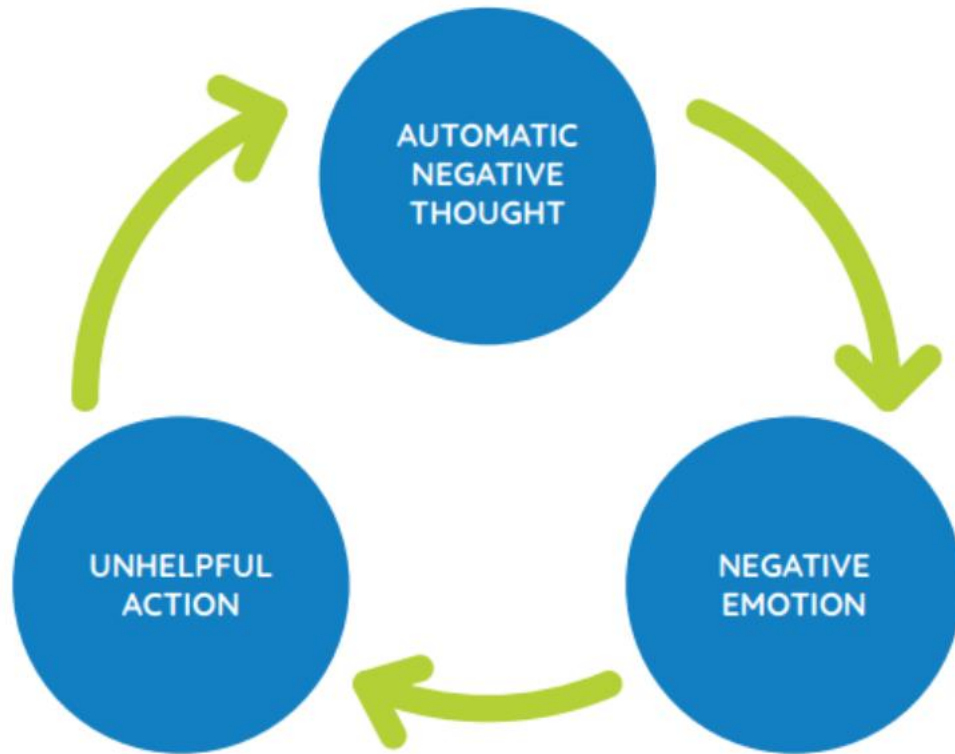 AUTOMATIC
NEGATIVE
THOUGHT
UNHELPFUL
ACTION
NEGATIVE
EMOTION